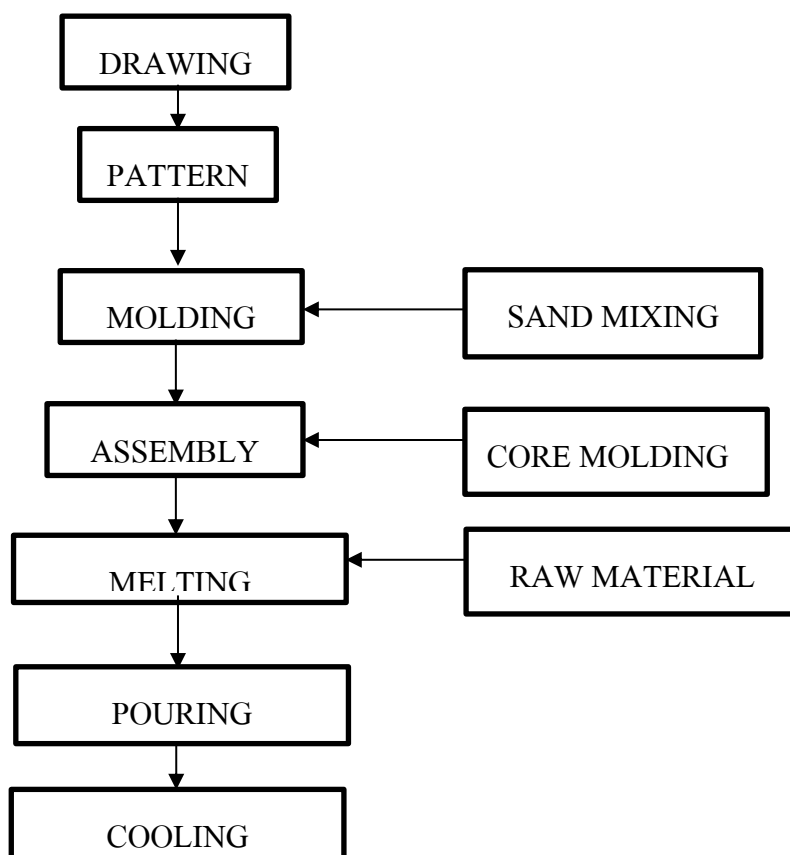 DRAWING
PATTERN
MOLDING
SAND MIXING
ASSEMBLY
CORE MOLDING
MELTING
RAW MATERIAL
POURING
COOLING